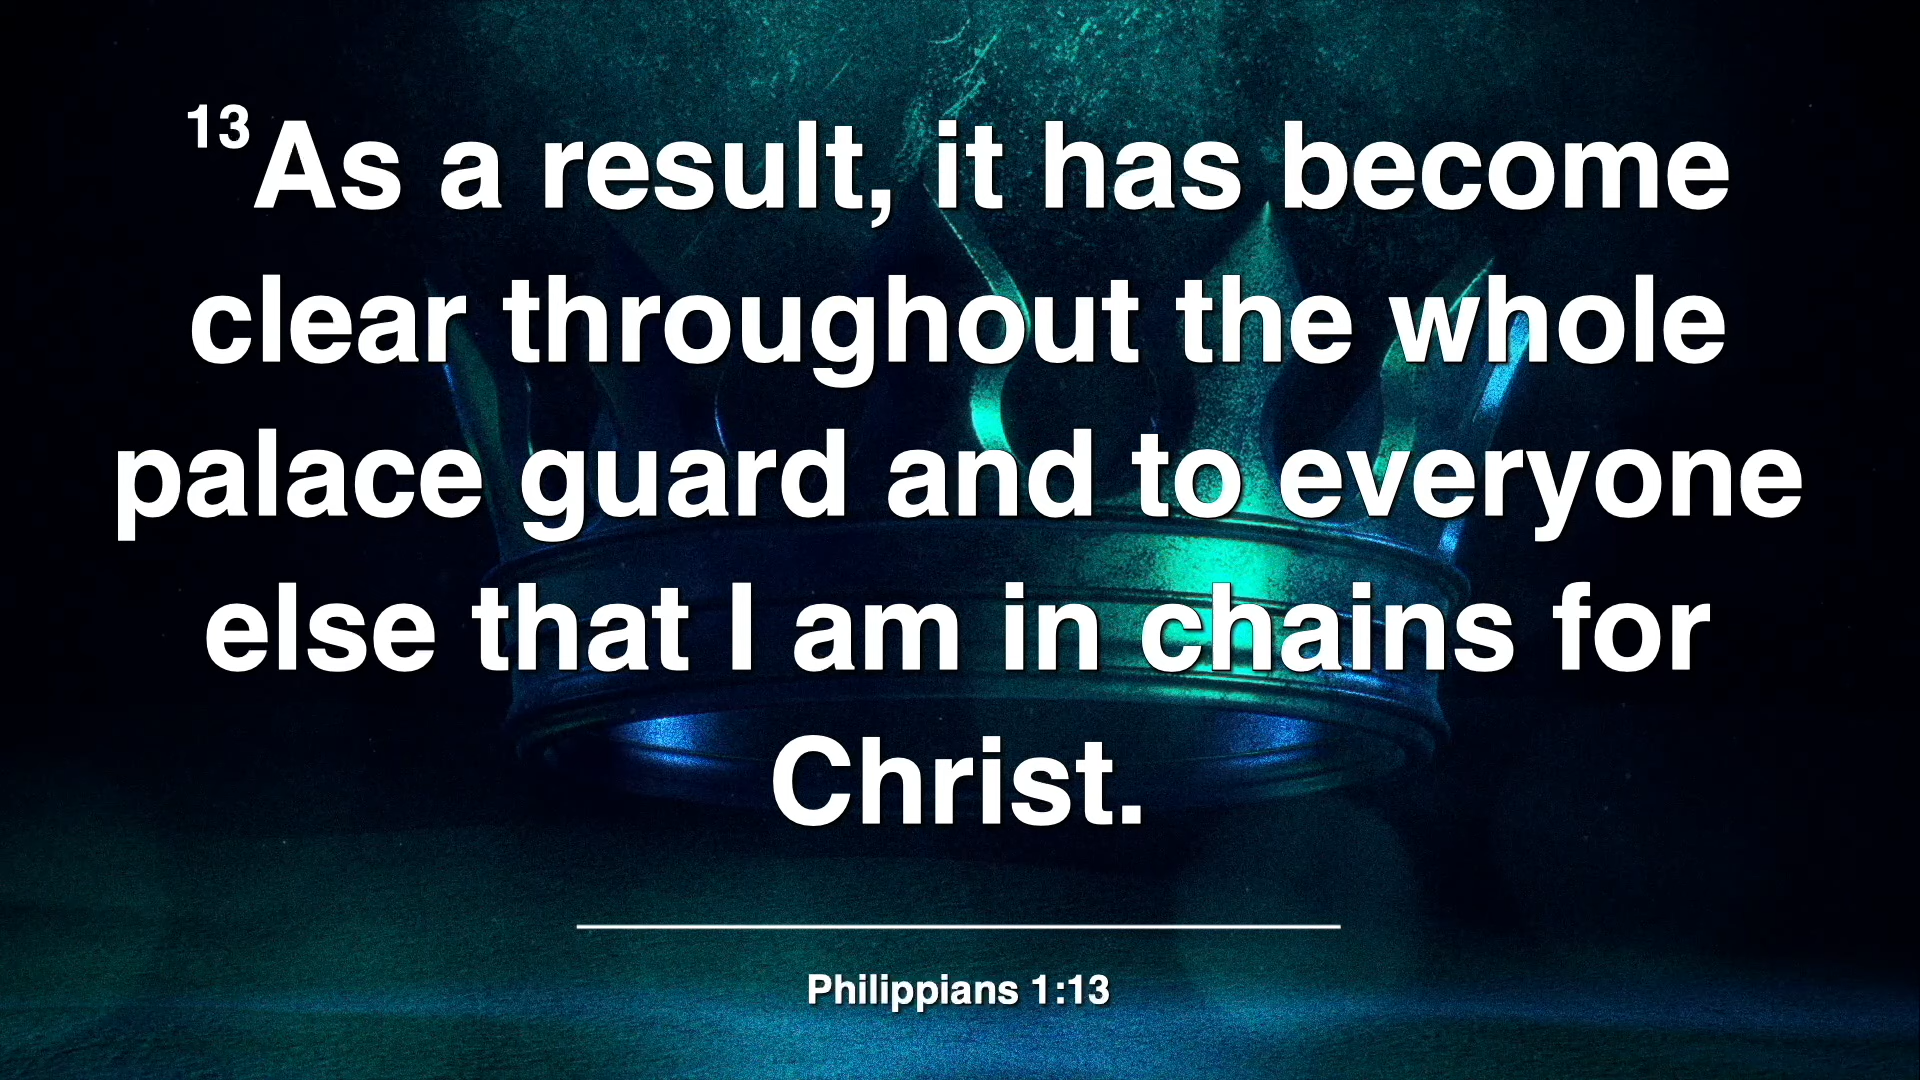 13As a result, it has become
clear throughout the whole
palace guard and to everyone
else that I am in chains for
Christ.
Philippians 1:13